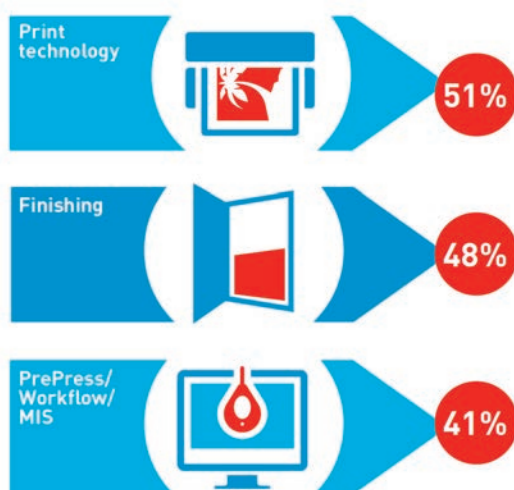 Print
technology
51%
Finishing
48%
PrePress/
Workflow/
MIS
41%